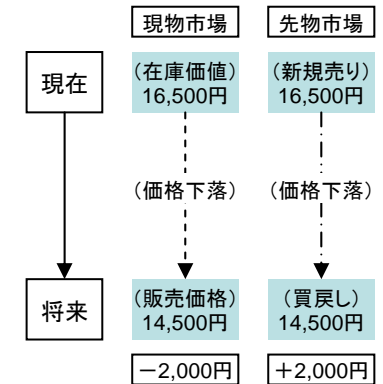 現物市場
先物市場
現在
（在庫価値）
16,500円
（新規売り）
16,500円
（価格下落）
（価格下落）
将来
（販売価格）
14,500円
（買戻し）
14,500円
－2,000円
＋2,000円